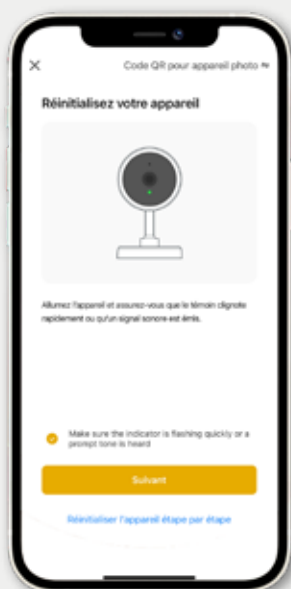 Code QR pour appareil photo
Réinitialisez votre appareil
Allumez l'appareil et assurez-vous que le témoin clignote
rapidement ou qu'un signal sonore est émis.
Make sure the indicator is flashing quickly or a
prompt tone is heard
Suivant
Réinitialiser l'appareil étape par étape